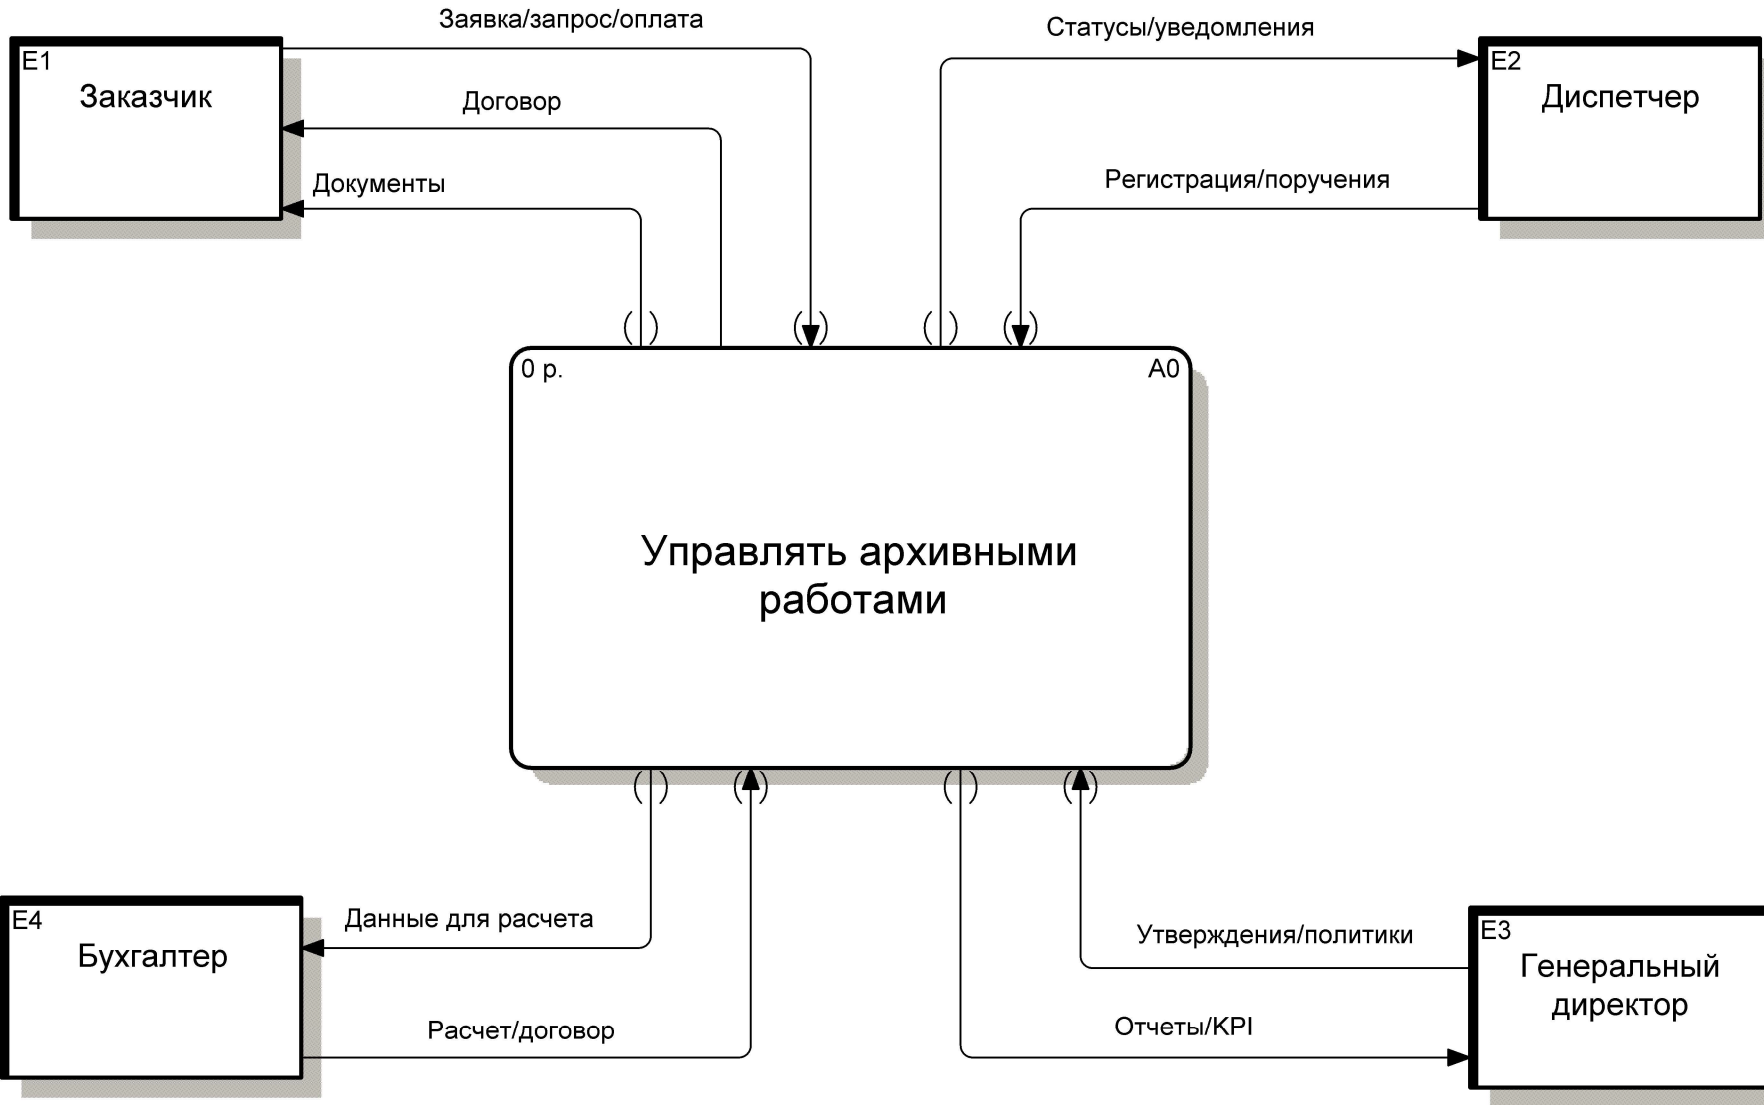 Заявка/запрос/оплата
Статусы/уведомления
E1
Заказчик
E2
Диспетчер
Договор
Документы
Регистрация/поручения
0 р.
A0
Управлять архивными
работами
E4
Бухгалтер
Данные для расчета
Расчет/договор
Утверждения/политики
E3
Генеральный
директор
Отчеты/KPI